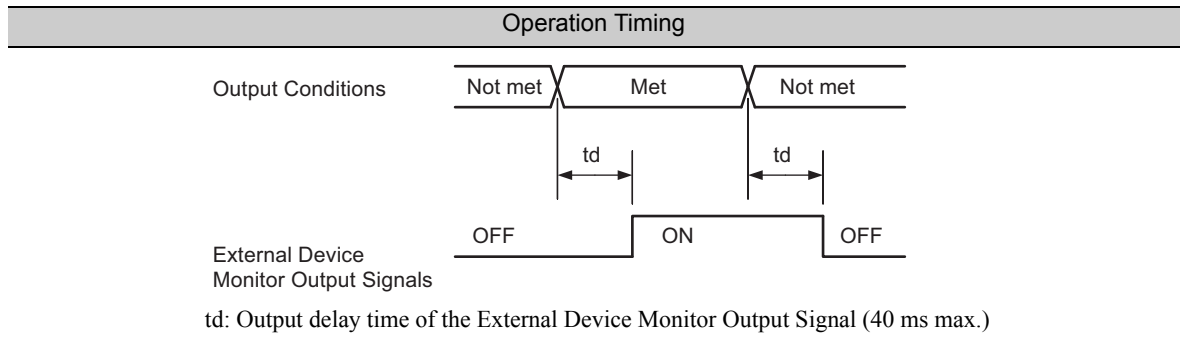 Operation Timing
Output Conditions
Not met
Met
Not met
td
td
External Device
Monitor Output Signals
OFF
ON
OFF
td: Output delay time of the External Device Monitor Output Signal (40 ms max.)